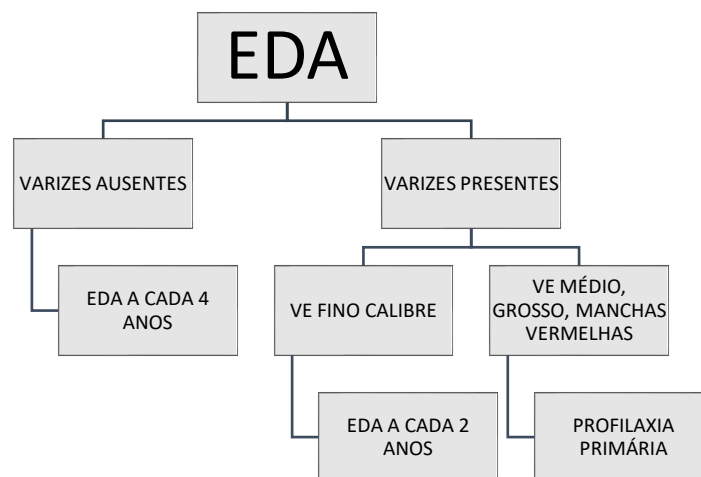 EDA
VARIZES AUSENTES
VARIZES PRESENTES
EDA A CADA 4
ANOS
VE FINO CALIBRE
VE MÉDIO,
GROSSO, MANCHAS
VERMELHAS
EDA A CADA 2
ANOS
PROFILAXIA
PRIMÁRIA